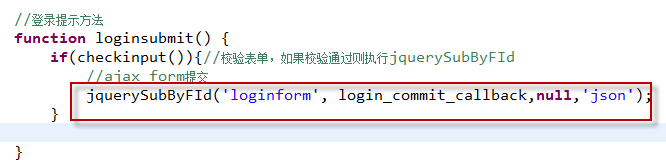 //登录提示方法
function loginsubmit() {
if(checkinput()){//校验表单，如果校验通过则执行jquerySubByFId
//ajax form提交
jquerySubByFId('loginform', login_commit_callback,null,'json');
}
}